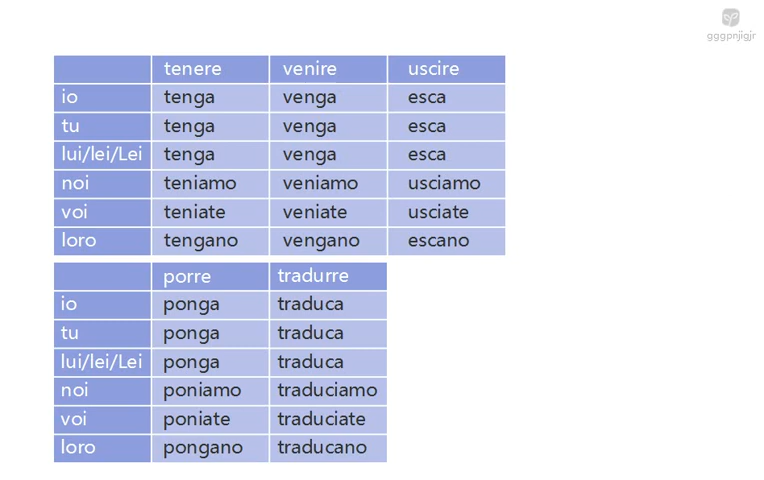 gggpnjigjr
tenere venire uscire
io tenga venga esca
tu tenga venga esca
lui/lei/Lei tenga venga esca
noi teniamo veniamo usciamo
voi teniate veniate usciate
loro tengano vengano escano
porre tradurre
io ponga traduca
tu ponga traduca
lui/lei/Lei ponga traduca
noi poniamo traduciamo
voi poniate traduciate
loro pongano traducano